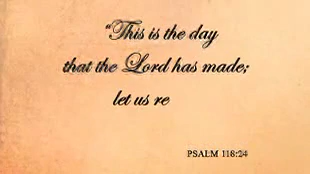 “This is the day
that the Lord has made;
let us re
PSALM 118:24